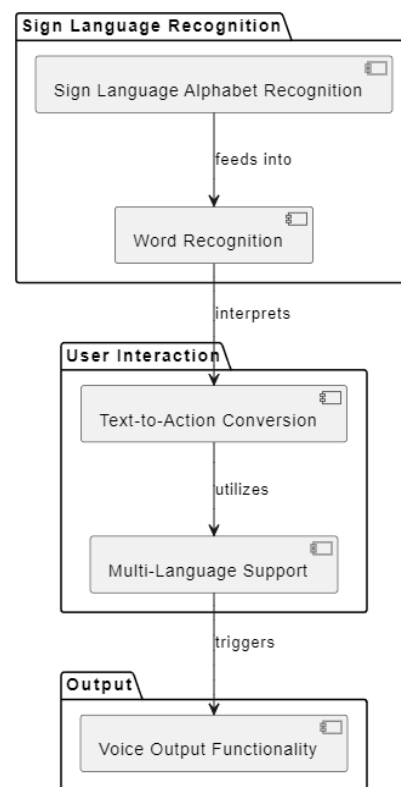 Sign Language Recognition
Sign Language Alphabet Recognition
feeds into
Word Recognition
interprets
User Interaction
Text-to-Action Conversion
utilizes
Multi-Language Support
triggers
Output
Voice Output Functionality